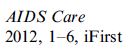 AIDS Care
2012, 1–6, iFirst